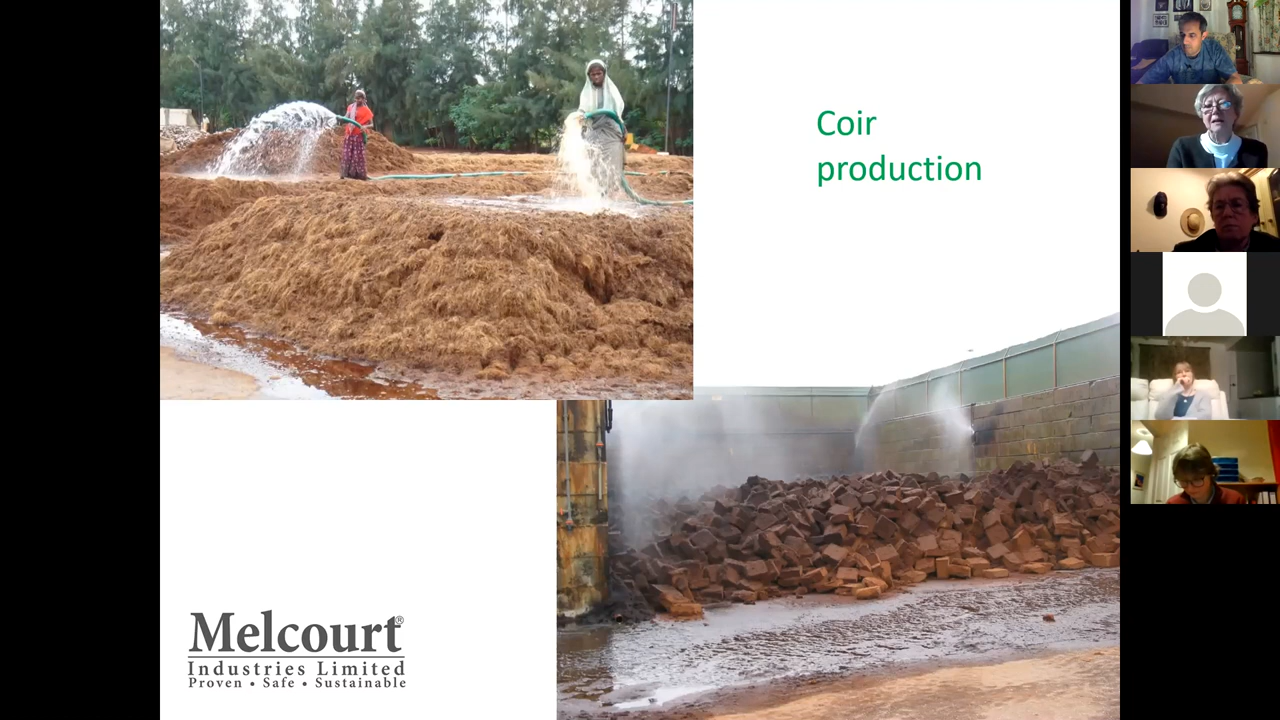 Coir
production
Melcourt®
Industries Limited
Proven • Safe • Sustainable